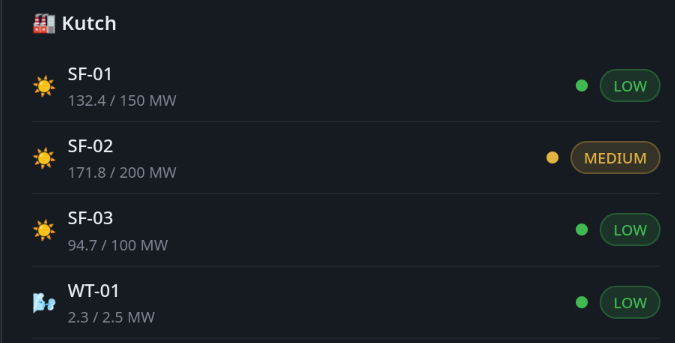 Kutch
SF-01
132.4 / 150 MW
LOW
SF-02
171.8 / 200 MW
MEDIUM
SF-03
94.7 / 100 MW
LOW
WT-01
2.3 / 2.5 MW
LOW